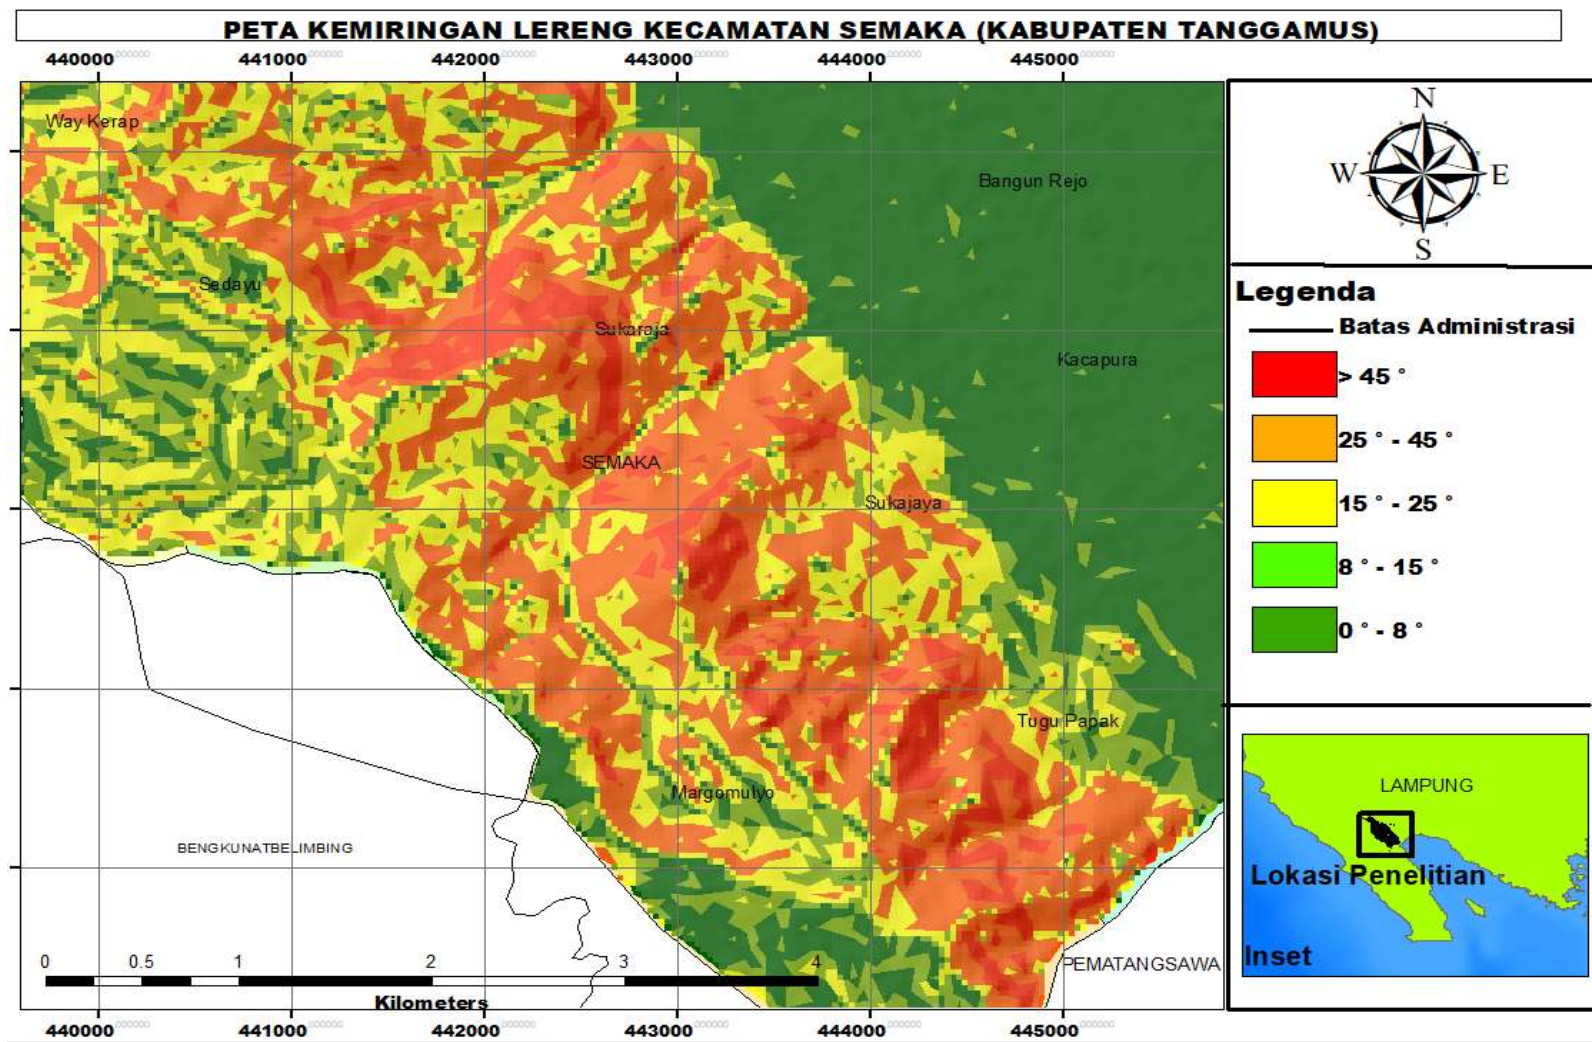 PETA KEMIRINGAN LERENG KECAMATAN SEMAKA (KABUPATEN TANGGAMUS)
440000 441000 442000 443000 444000 445000
Way Kerap
Bangun Rejo
Sedayu
Sukaraja
Kacapura
SEMAKA
Sukajaya
Tugu Papak
Margomulyo
BENGKUNATBELIMBING
PEMATANGSAWA
0 0.5 1 2 3 4
Kilometers
440000 441000 442000 443000 444000 445000
N
W E
S
Legenda
Batas Administrasi
> 45 °
25 ° - 45 °
15 ° - 25 °
8 ° - 15 °
0 ° - 8 °
LAMPUNG
Lokasi Penelitian
Inset